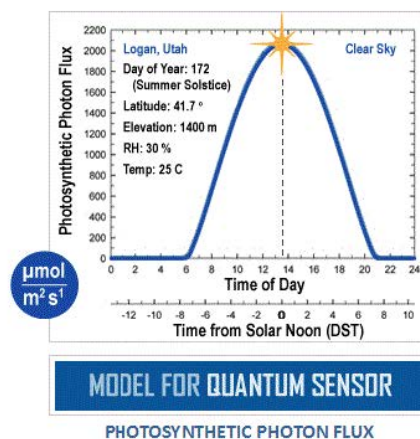 Photosynthetic Photon Flux
µmol
m² s¹
2200
2000
1800
1600
1400
1200
1000
800
600
400
200
0
Logan, Utah
Clear Sky
Day of Year: 172
(Summer Solstice)
Latitude: 41.7 °
Elevation: 1400 m
RH: 30 %
Temp: 25 C
0 2 4 6 8 10 12 14 16 18 20 22 24
Time of Day
-12 -10 -8 -6 -4 -2 0 2 4 6 8 10
Time from Solar Noon (DST)
MODEL FOR QUANTUM SENSOR
PHOTOSYNTHETIC PHOTON FLUX